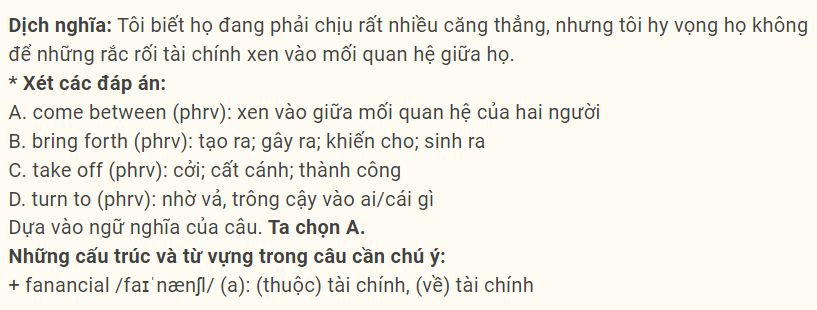 Dịch nghĩa: Tôi biết họ đang phải chịu rất nhiều căng thẳng, nhưng tôi hy vọng họ không
để những rắc rối tài chính xen vào mối quan hệ giữa họ.
* Xét các đáp án:
A. come between (phrv): xen vào giữa mối quan hệ của hai người
B. bring forth (phrv): tạo ra; gây ra; khiến cho; sinh ra
C. take off (phrv): cởi; cất cánh; thành công
D. turn to (phrv): nhờ vả, trông cậy vào ai/cái gì
Dựa vào ngữ nghĩa của câu. Ta chọn A.
Những cấu trúc và từ vựng trong câu cần chú ý:
+ fanancial /faɪˈnænʃl/ (a): (thuộc) tài chính, (về) tài chính